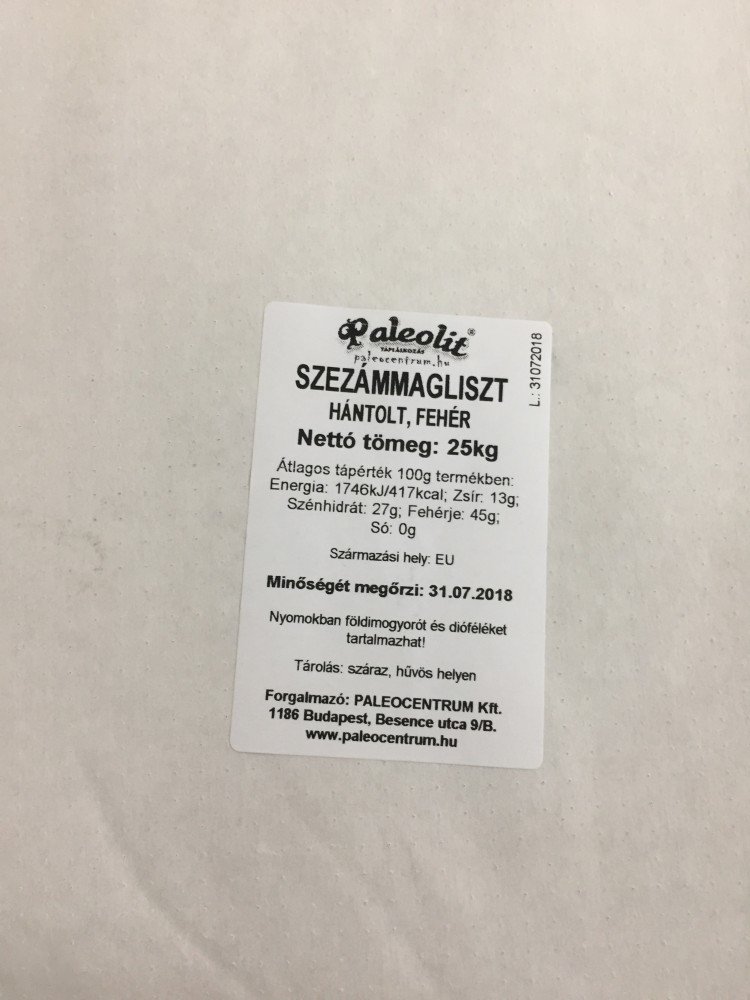 Paleolit®
TÁPLÁLKOZÁS
paleocentrum.hu
SZEZÁMMAGLISZT
HÁNTOLT, FEHÉR
Nettó tömeg: 25kg
Átlagos tápérték 100g termékben:
Energia: 1746kJ/417kcal; Zsír: 13g;
Szénhidrát: 27g; Fehérje: 45g;
Só: 0g
Származási hely: EU
Minőségét megőrzi: 31.07.2018
Nyomokban földimogyorót és dióféléket
tartalmazhat!
Tárolás: száraz, hűvös helyen
Forgalmazó: PALEOCENTRUM Kft.
1186 Budapest, Besence utca 9/B.
www.paleocentrum.hu
L.: 31072018